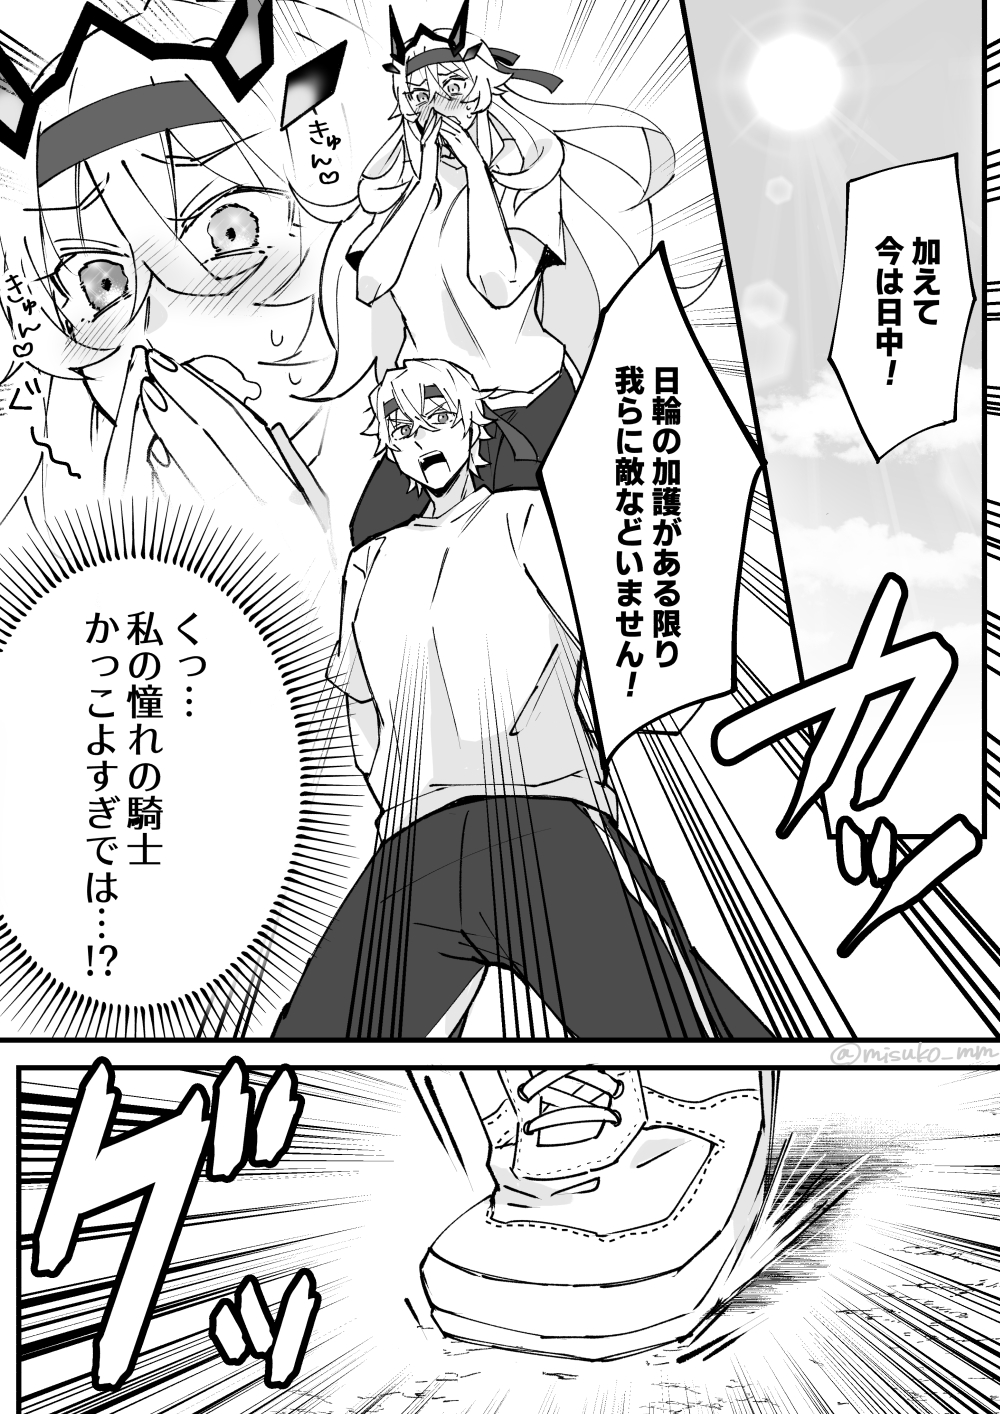 加えて
今は日中！
カッ
日輪の加護がある限り
我らに敵などいません！
きゅん♡
きゅん♡
ぐ
くっ…
私の憧れの騎士
かっこよすぎでは…!?
@misuko_mm
グッ